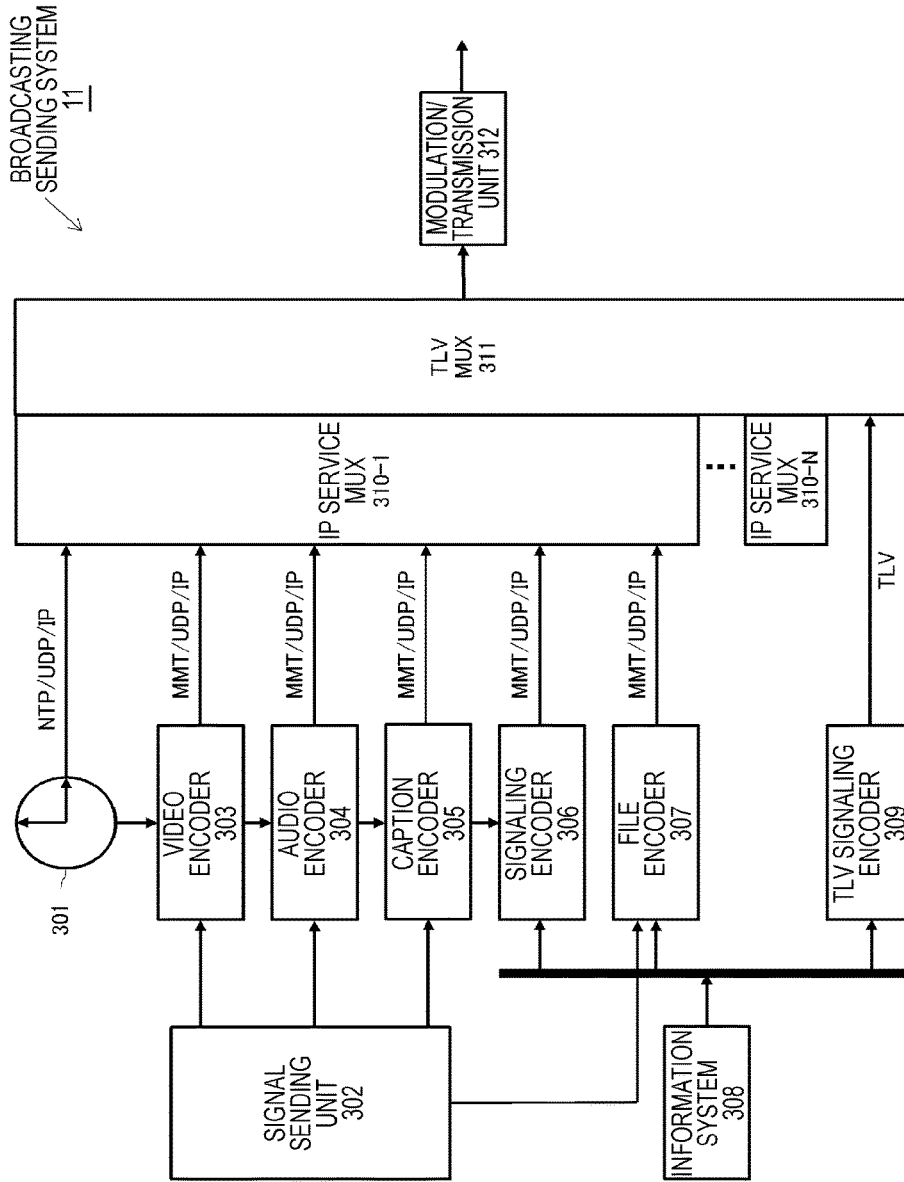 BROADCASTING
SENDING SYSTEM
11
301
NTP/UDP/IP
SIGNAL
SENDING
UNIT
302
VIDEO
ENCODER
303
MMT/UDP/IP
AUDIO
ENCODER
304
MMT/UDP/IP
CAPTION
ENCODER
305
MMT/UDP/IP
SIGNALING
ENCODER
306
MMT/UDP/IP
FILE
ENCODER
307
MMT/UDP/IP
INFORMATION
SYSTEM
308
TLV SIGNALING
ENCODER
309
TLV
IP SERVICE
MUX
310-1
IP SERVICE
MUX
310-N
TLV
MUX
311
MODULATION/
TRANSMISSION
UNIT 312